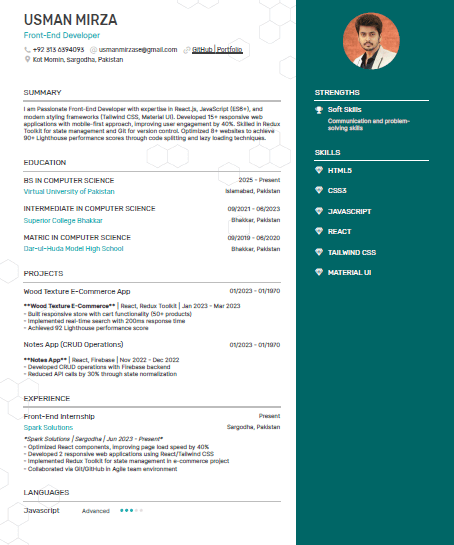 USMAN MIRZA
Front-End Developer
+92 313 6394093 usmanmirzase@gmail.com GitHub | Portfolio
Kot Momin, Sargodha, Pakistan
SUMMARY
I am Passionate Front-End Developer with expertise in React.js, JavaScript (ES6+), and
modern styling frameworks (Tailwind CSS, Material UI). Developed 15+ responsive web
applications with mobile-first approach, improving user engagement by 40%. Skilled in Redux
Toolkit for state management and Git for version control. Optimized 8+ websites to achieve
90+ Lighthouse performance scores through code splitting and lazy loading techniques.
EDUCATION
BS IN COMPUTER SCIENCE 2025 - Present
Virtual University of Pakistan Islamabad, Pakistan
INTERMEDIATE IN COMPUTER SCIENCE 09/2021 - 06/2023
Superior College Bhakkar Bhakkar, Pakistan
MATRIC IN COMPUTER SCIENCE 09/2019 - 06/2020
Dar-ul-Huda Model High School Bhakkar, Pakistan
PROJECTS
Wood Texture E-Commerce App 01/2023 - 01/1970
**Wood Texture E-Commerce** | React, Redux Toolkit | Jan 2023 - Mar 2023
- Built responsive store with cart functionality (50+ products)
- Implemented real-time search with 200ms response time
- Achieved 92 Lighthouse performance score
Notes App (CRUD Operations) 01/2023 - 01/1970
**Notes App** | React, Firebase | Nov 2022 - Dec 2022
- Developed CRUD operations with Firebase backend
- Reduced API calls by 30% through state normalization
EXPERIENCE
Front-End Internship Present
Spark Solutions Sargodha, Pakistan
*Spark Solutions | Sargodha | Jun 2023 - Present*
- Optimized React components, improving page load speed by 40%
- Developed 2 responsive web applications using React/Tailwind CSS
- Implemented Redux Toolkit for state management in e-commerce project
- Collaborated via Git/GitHub in Agile team environment
LANGUAGES
Javascript Advanced
STRENGTHS
Soft Skills
Communication and problem-
solving skills
SKILLS
HTML5
CSS3
JAVASCRIPT
REACT
TAILWIND CSS
MATERIAL UI